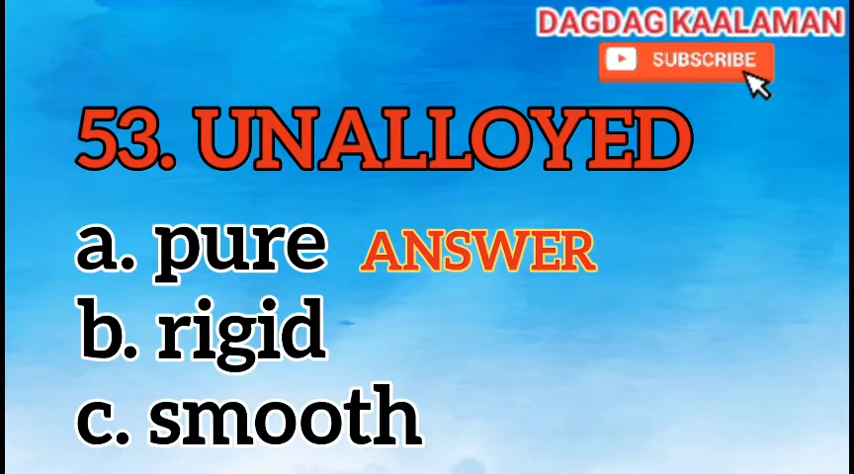 DAGDAG KAALAMAN
SUBSCRIBE
53. UNALLOYED
a. pure ANSWER
b. rigid
c. smooth